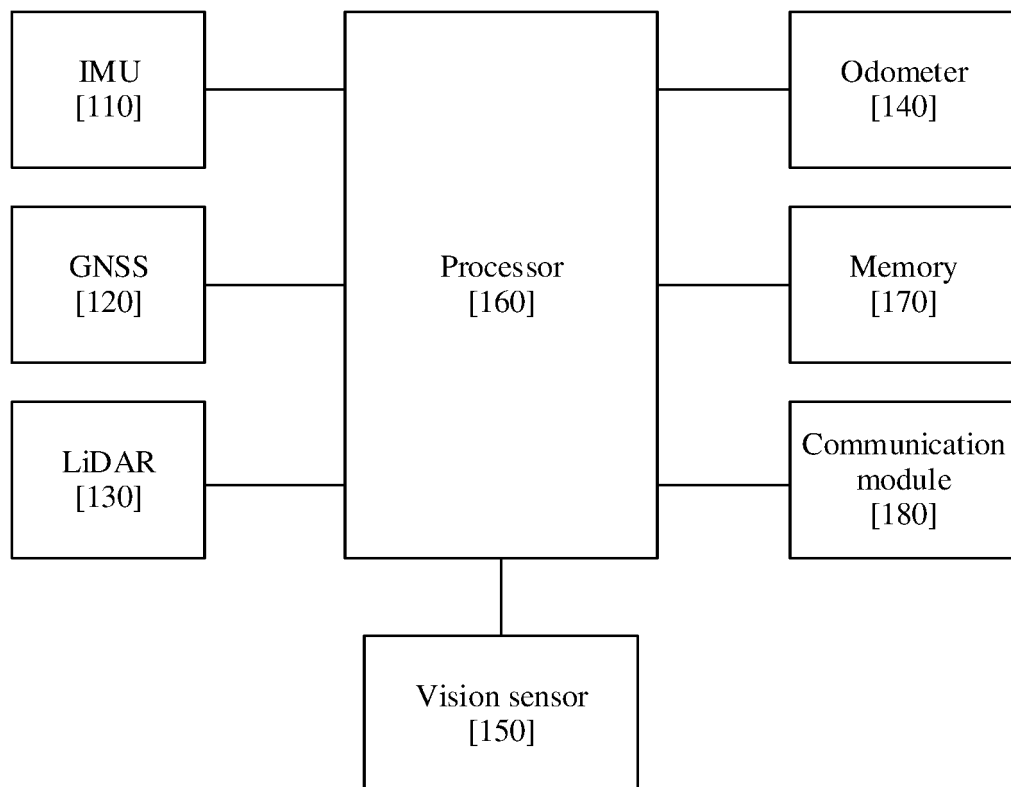 IMU
[110]
Processor
[160]
Odometer
[140]
GNSS
[120]
Memory
[170]
LiDAR
[130]
Communication
module
[180]
Vision sensor
[150]